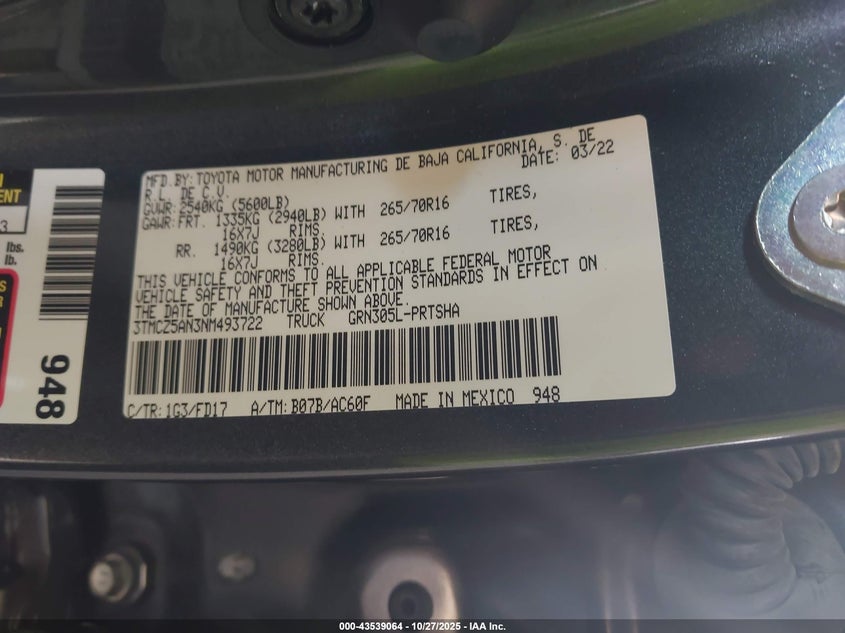 MFD.BY: TOYOTA MOTOR MANUFACTURING DE BAJA CALIFORNIA, S. DE
R.L. DE C.V. DATE: 03/22
GVWR: 2540KG (5600LB)
GAWR: FRT. 1335KG (2940LB) WITH 265/70R16 TIRES,
16X7J RIMS,
RR. 1490KG (3280LB) WITH 265/70R16 TIRES,
16X7J RIMS.
THIS VEHICLE CONFORMS TO ALL APPLICABLE FEDERAL MOTOR
VEHICLE SAFETY AND THEFT PREVENTION STANDARDS IN EFFECT ON
THE DATE OF MANUFACTURE SHOWN ABOVE.
3TMCZ5AN3NM493722 TRUCK GRN305L-PRTSHA
C/TR: 1G3/FD17 A/TM: B07B/AC60F MADE IN MEXICO 948
ENT
3
lbs.
lb.
S
R
948
000-43539064 - 10/27/2025 - IAA Inc.